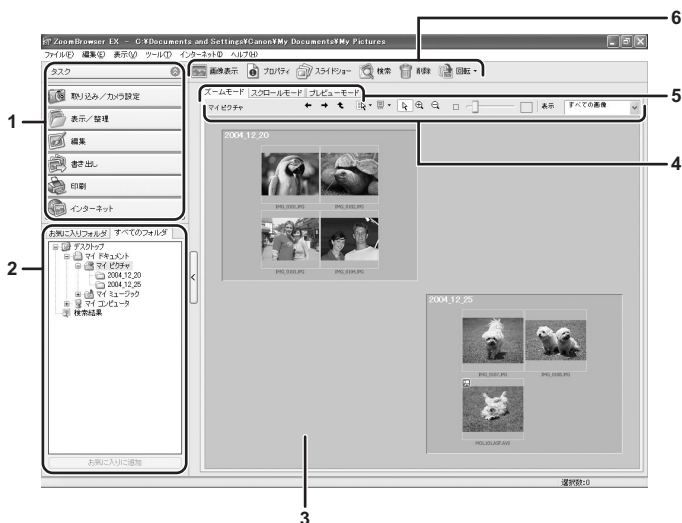 6
ZoomBrowser EX - C:¥Documents and Settings¥Canon¥My Documents¥My Pictures
ファイル(F) 編集(E) 表示(V) ツール(T) インターネット(I) ヘルプ(H)
タスク
画像表示 プロパティ スライドショー 検索 削除 回転
ズームモード スクロールモード プレビューモード
5
マイピクチャ
表示 すべての画像
1
取り込み/カメラ設定
表示/整理
編集
書き出し
印刷
インターネット
4
2004_12_20
IMG_0101.JPG IMG_0102.JPG
2
お気に入りフォルダ すべてのフォルダ
デスクトップ
マイ ドキュメント
マイ ピクチャ
2004_12_20
2004_12_25
マイ ミュージック
マイ コンピュータ
検索結果
2004_12_25
お気に入りに追加
選択数:0
3